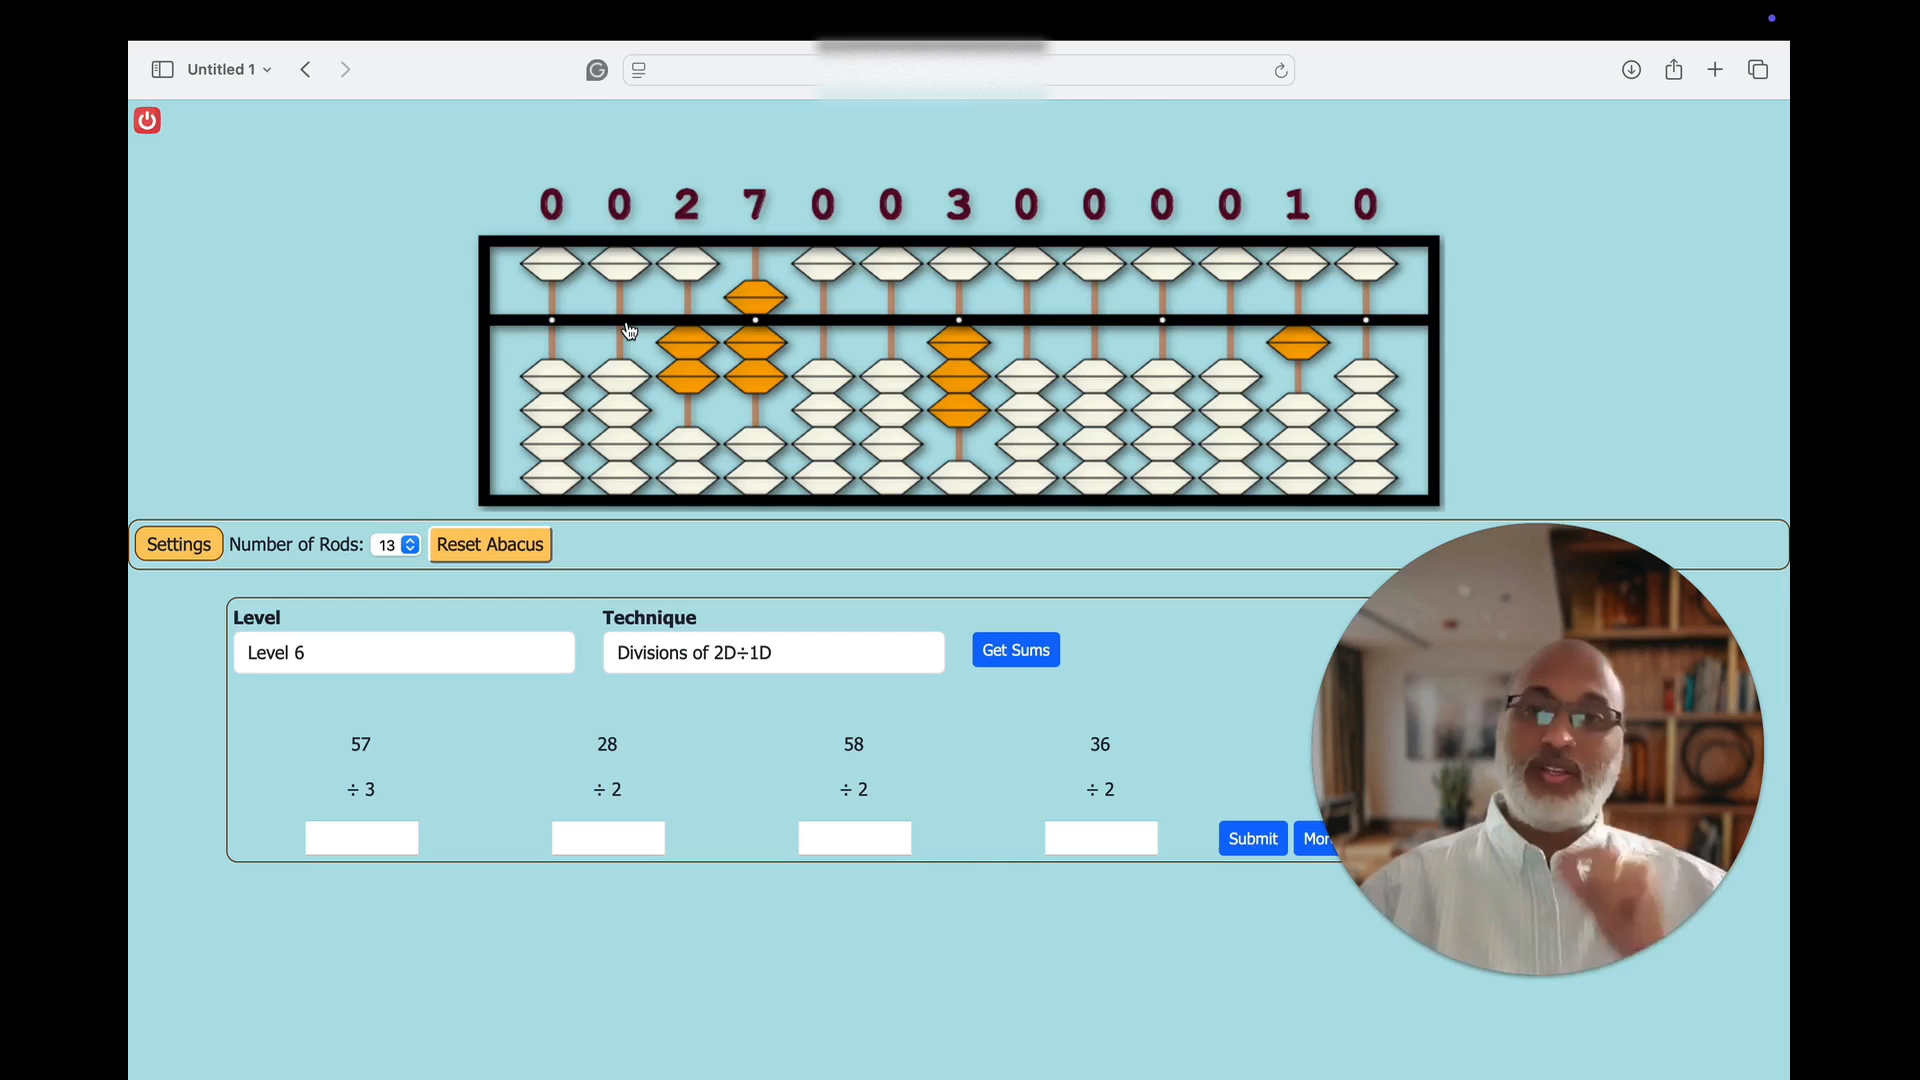 Untitled 1
0 0 2 7 0 0 3 0 0 0 0 1 0
Settings Number of Rods: 13 Reset Abacus
Level Technique
Level 6 Divisions of 2D÷1D Get Sums
57 28 58 36
÷ 3 ÷ 2 ÷ 2 ÷ 2
Submit